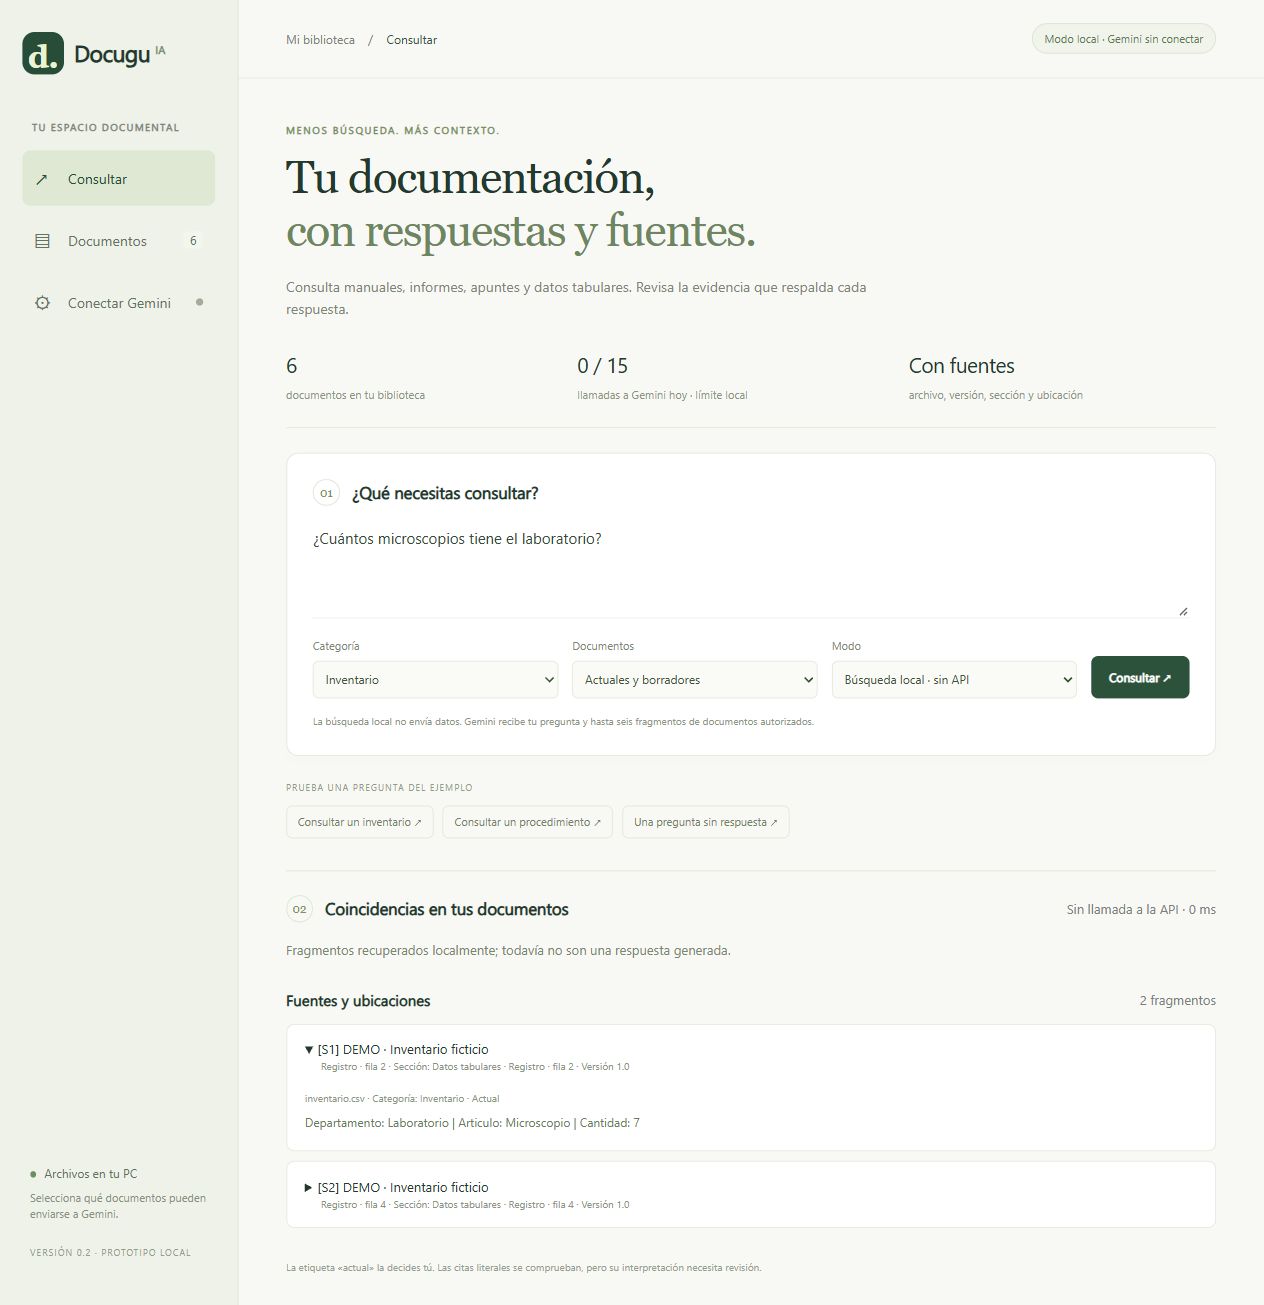 d. Docugu IA
TU ESPACIO DOCUMENTAL
↗ Consultar
Documentos 6
Conectar Gemini
Archivos en tu PC
Selecciona qué documentos pueden
enviarse a Gemini.
VERSIÓN 0.2 · PROTOTIPO LOCAL
Mi biblioteca / Consultar
Modo local · Gemini sin conectar
MENOS BÚSQUEDA. MÁS CONTEXTO.
Tu documentación,
con respuestas y fuentes.
Consulta manuales, informes, apuntes y datos tabulares. Revisa la evidencia que respalda cada
respuesta.
6
documentos en tu biblioteca
0 / 15
llamadas a Gemini hoy · límite local
Con fuentes
archivo, versión, sección y ubicación
01 ¿Qué necesitas consultar?
¿Cuántos microscopios tiene el laboratorio?
Categoría
Inventario
Documentos
Actuales y borradores
Modo
Búsqueda local · sin API
Consultar ↗
La búsqueda local no envía datos. Gemini recibe tu pregunta y hasta seis fragmentos de documentos autorizados.
PRUEBA UNA PREGUNTA DEL EJEMPLO
Consultar un inventario ↗
Consultar un procedimiento ↗
Una pregunta sin respuesta ↗
02 Coincidencias en tus documentos
Sin llamada a la API · 0 ms
Fragmentos recuperados localmente; todavía no son una respuesta generada.
Fuentes y ubicaciones
2 fragmentos
▼ [S1] DEMO · Inventario ficticio
Registro · fila 2 · Sección: Datos tabulares · Registro · fila 2 · Versión 1.0
inventario.csv · Categoría: Inventario · Actual
Departamento: Laboratorio | Articulo: Microscopio | Cantidad: 7
▶ [S2] DEMO · Inventario ficticio
Registro · fila 4 · Sección: Datos tabulares · Registro · fila 4 · Versión 1.0
La etiqueta «actual» la decides tú. Las citas literales se comprueban, pero su interpretación necesita revisión.